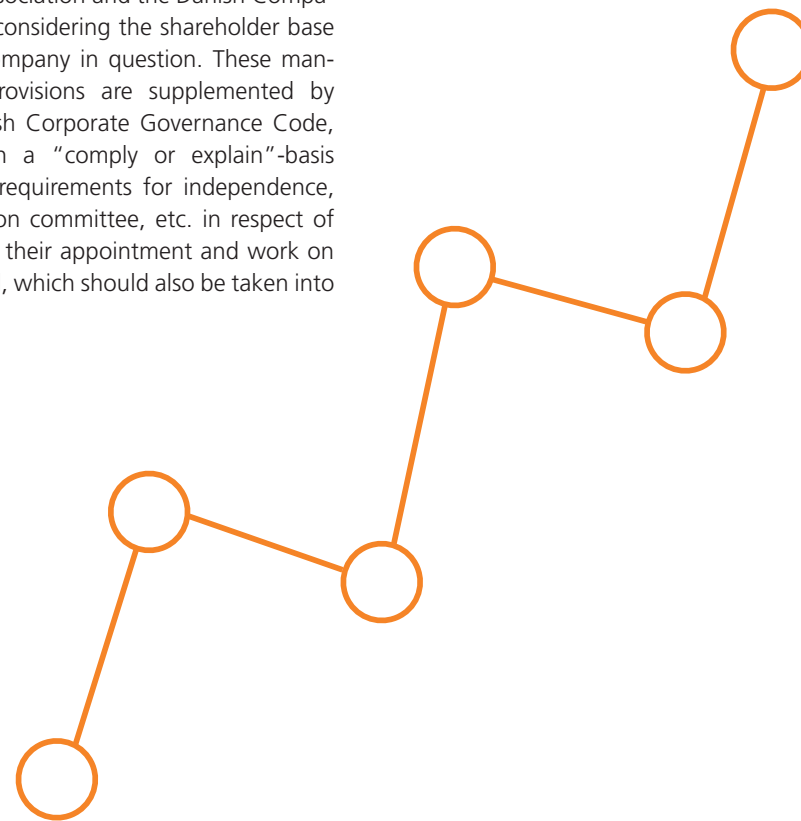 sociation and the Danish Compa-
considering the shareholder base
mpany in question. These man-
rovisions are supplemented by
sh Corporate Governance Code,
n a “comply or explain”-basis
requirements for independence,
on committee, etc. in respect of
their appointment and work on
, which should also be taken into